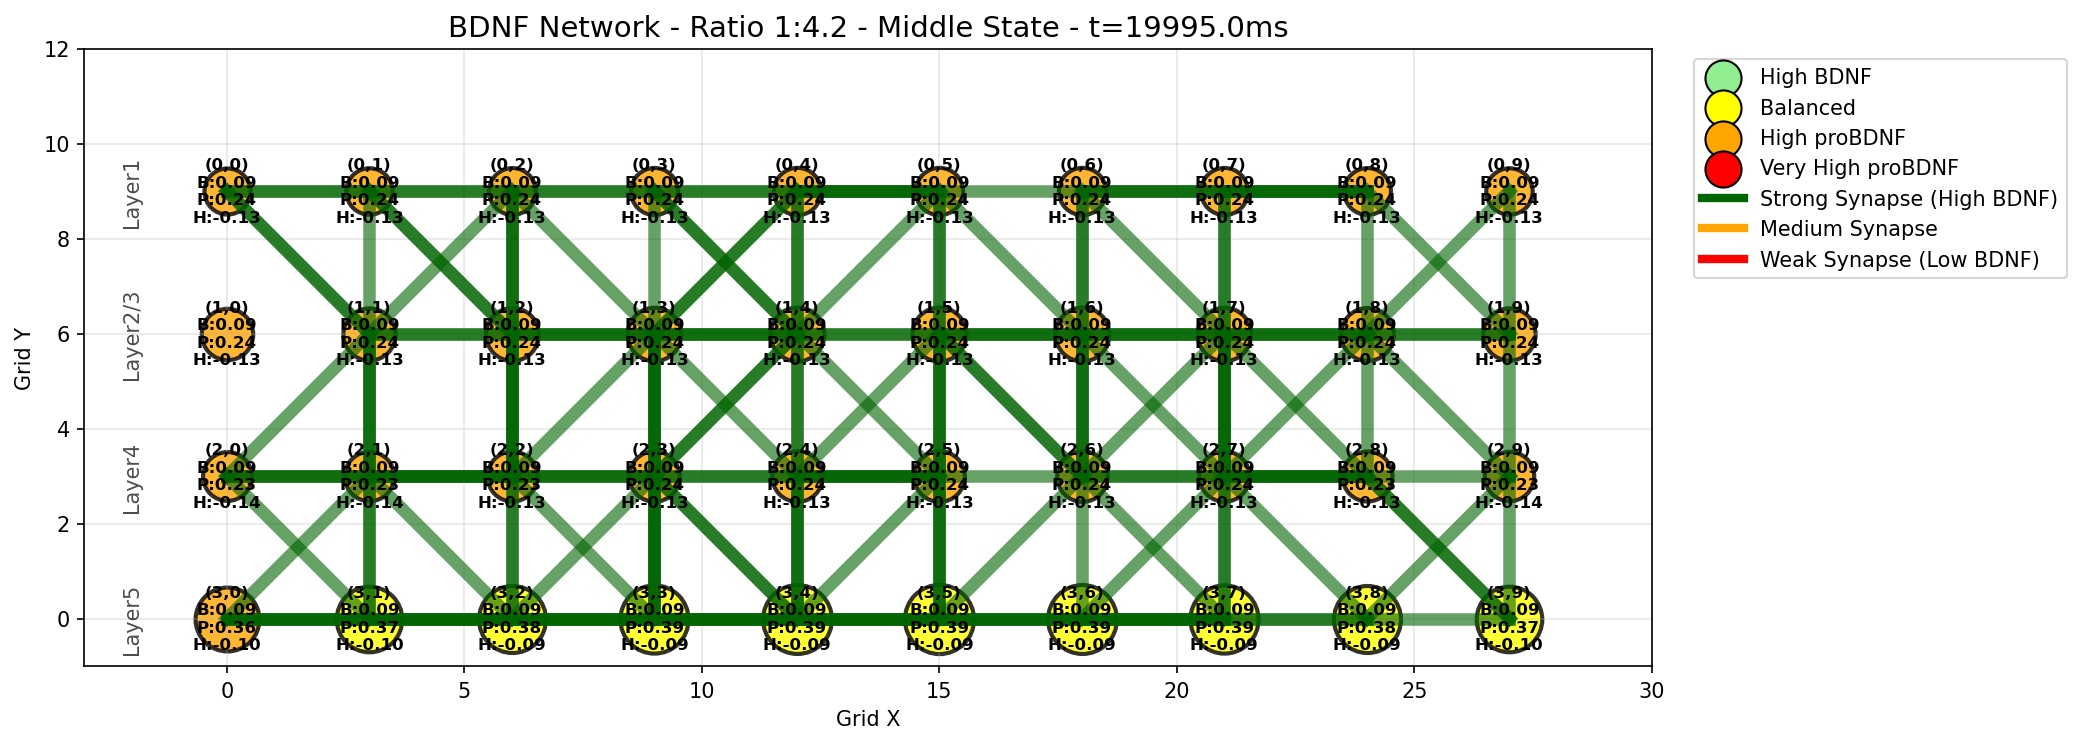 BDNF Network - Ratio 1:4.2 - Middle State - t=19995.0ms
12
10
8
6
4
2
0
Grid Y
Layer1
Layer2/3
Layer4
Layer5
(0,0) (0,1) (0,2) (0,3) (0,4) (0,5) (0,6) (0,7) (0,8) (0,9)
B:0.09 B:0.09 B:0.09 B:0.09 B:0.09 B:0.09 B:0.09 B:0.09 B:0.09 B:0.09
P:0.24 P:0.24 P:0.24 P:0.24 P:0.24 P:0.24 P:0.24 P:0.24 P:0.24 P:0.24
H:-0.13 H:-0.13 H:-0.13 H:-0.13 H:-0.13 H:-0.13 H:-0.13 H:-0.13 H:-0.13 H:-0.13
(1,0) (1,1) (1,2) (1,3) (1,4) (1,5) (1,6) (1,7) (1,8) (1,9)
B:0.09 B:0.09 B:0.09 B:0.09 B:0.09 B:0.09 B:0.09 B:0.09 B:0.09 B:0.09
P:0.24 P:0.24 P:0.24 P:0.24 P:0.24 P:0.24 P:0.24 P:0.24 P:0.24 P:0.24
H:-0.13 H:-0.13 H:-0.13 H:-0.13 H:-0.13 H:-0.13 H:-0.13 H:-0.13 H:-0.13 H:-0.13
(2,0) (2,1) (2,2) (2,3) (2,4) (2,5) (2,6) (2,7) (2,8) (2,9)
B:0.09 B:0.09 B:0.09 B:0.09 B:0.09 B:0.09 B:0.09 B:0.09 B:0.09 B:0.09
P:0.23 P:0.23 P:0.23 P:0.24 P:0.24 P:0.24 P:0.24 P:0.24 P:0.23 P:0.23
H:-0.14 H:-0.14 H:-0.13 H:-0.13 H:-0.13 H:-0.13 H:-0.13 H:-0.13 H:-0.13 H:-0.14
(3,0) (3,1) (3,2) (3,3) (3,4) (3,5) (3,6) (3,7) (3,8) (3,9)
B:0.09 B:0.09 B:0.09 B:0.09 B:0.09 B:0.09 B:0.09 B:0.09 B:0.09 B:0.09
P:0.36 P:0.37 P:0.38 P:0.39 P:0.39 P:0.39 P:0.39 P:0.39 P:0.38 P:0.37
H:-0.10 H:-0.10 H:-0.09 H:-0.09 H:-0.09 H:-0.09 H:-0.09 H:-0.09 H:-0.09 H:-0.10
0 5 10 15 20 25 30
Grid X
High BDNF
Balanced
High proBDNF
Very High proBDNF
Strong Synapse (High BDNF)
Medium Synapse
Weak Synapse (Low BDNF)